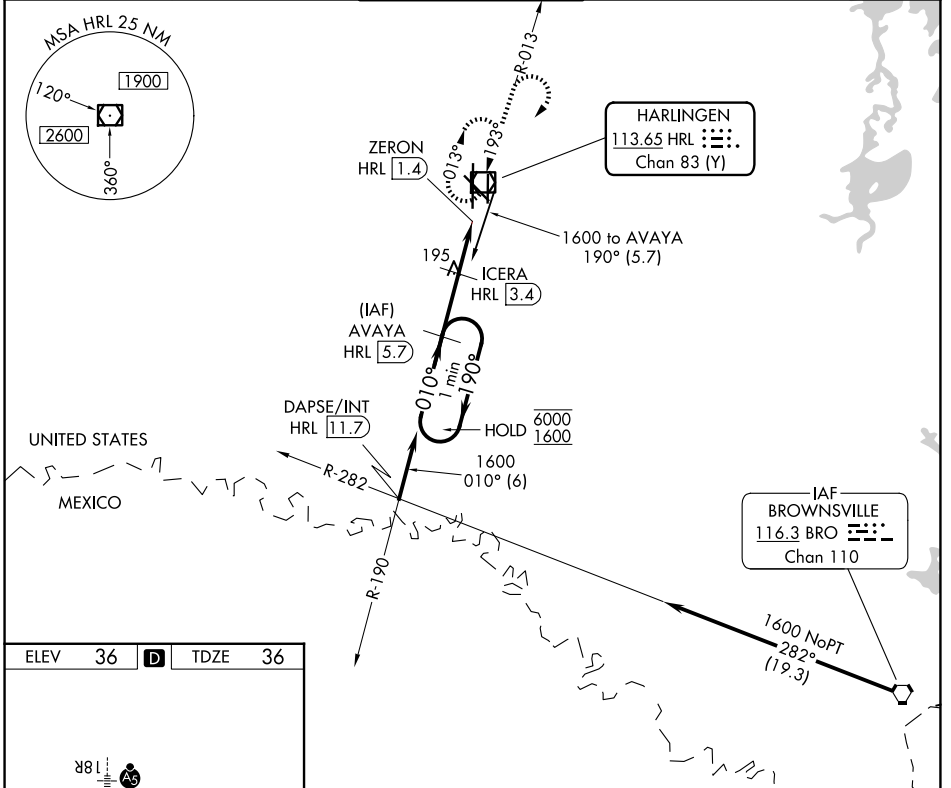 MSA HRL 25 NM
1900
120°
2600
360°
R-013
013°
193°
ZERON
HRL 1.4
HARLINGEN
113.65 HRL
Chan 83 (Y)
1600 to AVAYA
190° (5.7)
195
ICERA
HRL 3.4
(IAF)
AVAYA
HRL 5.7
010°
1 min
190°
DAPSE/INT
HRL 11.7
HOLD 6000
1600
UNITED STATES
MEXICO
R-282
1600
010° (6)
R-190
IAF
BROWNSVILLE
116.3 BRO
Chan 110
1600 NoPT
282°
(19.3)
ELEV 36 D TDZE 36
18R
A5